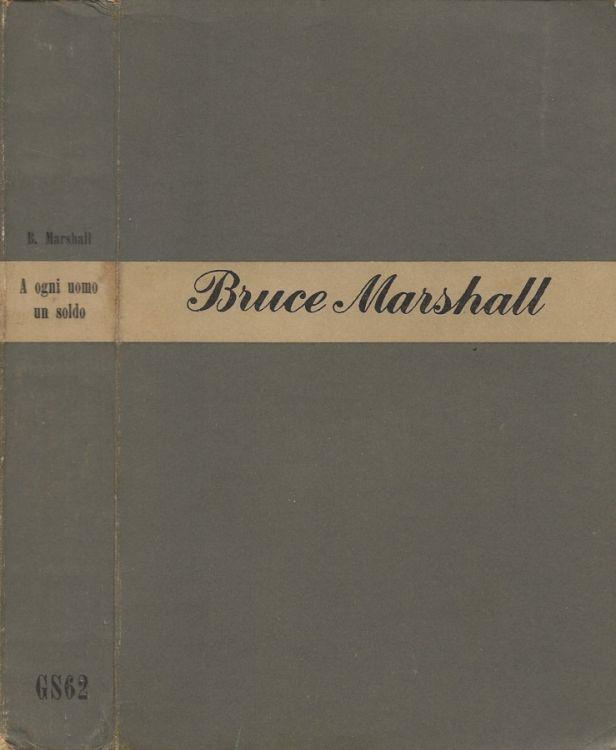 B. Marshall
A ogni uomo
un soldo
GS62
Bruce Marshall